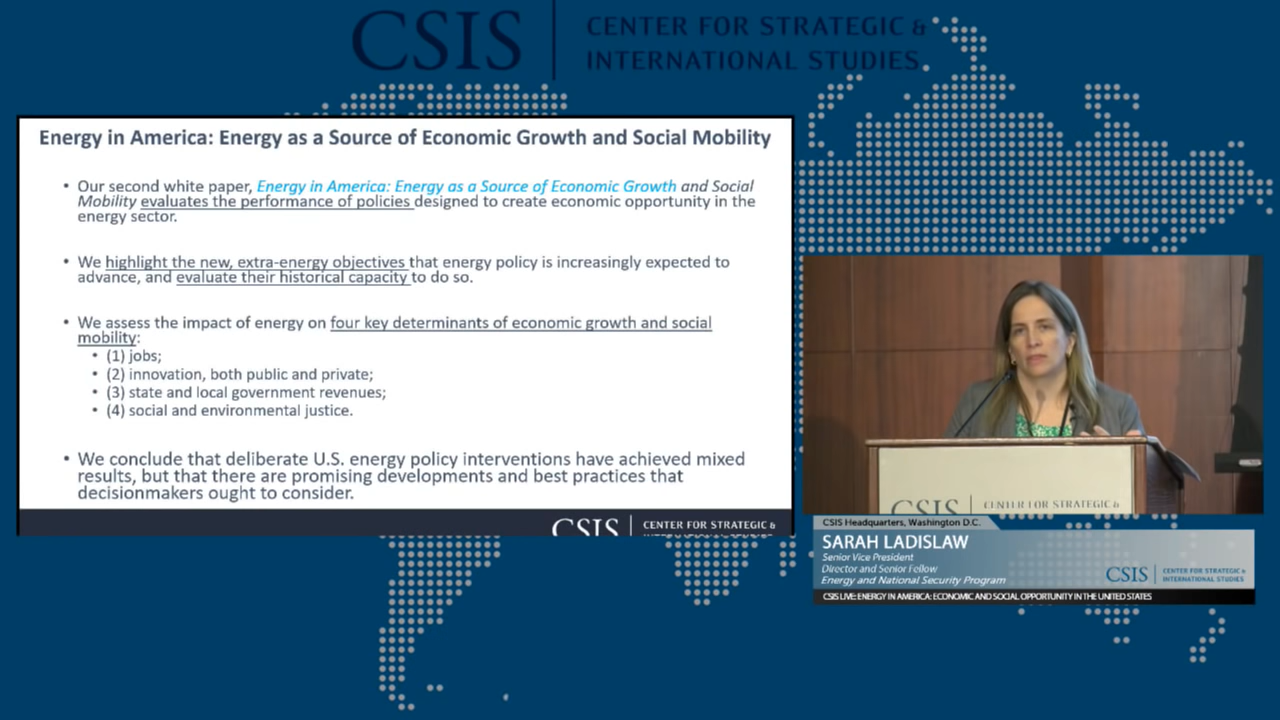 CSIS
CENTER FOR STRATEGIC &
INTERNATIONAL STUDIES
Energy in America: Energy as a Source of Economic Growth and Social Mobility
• Our second white paper, Energy in America: Energy as a Source of Economic Growth and Social
Mobility evaluates the performance of policies designed to create economic opportunity in the
energy sector.
• We highlight the new, extra-energy objectives that energy policy is increasingly expected to
advance, and evaluate their historical capacity to do so.
• We assess the impact of energy on four key determinants of economic growth and social
mobility:
• (1) jobs;
• (2) innovation, both public and private;
• (3) state and local government revenues;
• (4) social and environmental justice.
• We conclude that deliberate U.S. energy policy interventions have achieved mixed
results, but that there are promising developments and best practices that
decisionmakers ought to consider.
CSIS
CENTER FOR STRATEGIC &
CSIS
CENTER FOR STRATEGIC &
CSIS Headquarters, Washington D.C.
SARAH LADISLAW
Senior Vice President
Director and Senior Fellow
Energy and National Security Program
CSIS
CENTER FOR STRATEGIC &
INTERNATIONAL STUDIES
CSIS LIVE: ENERGY IN AMERICA: ECONOMIC AND SOCIAL OPPORTUNITY IN THE UNITED STATES